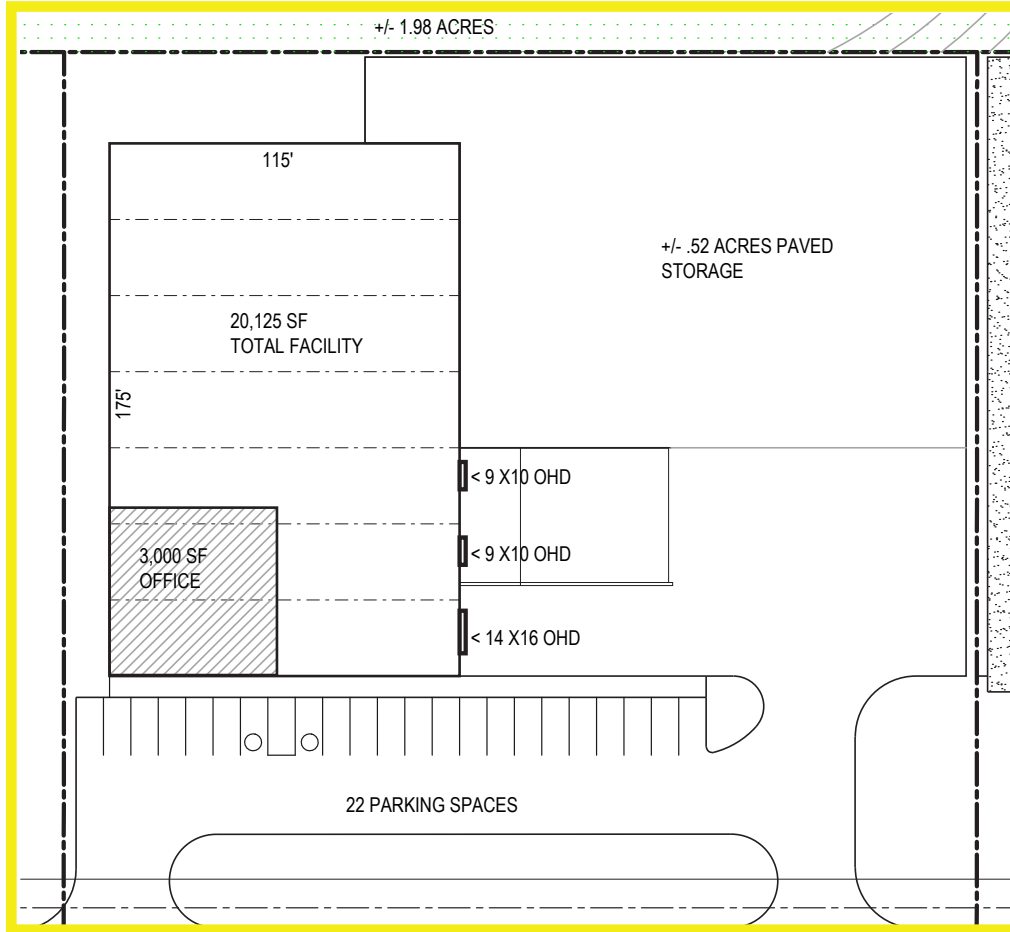 +/- 1.98 ACRES
115'
+/- .52 ACRES PAVED
STORAGE
20,125 SF
TOTAL FACILITY
175'
< 9 X10 OHD
3,000 SF
OFFICE
< 9 X10 OHD
< 14 X16 OHD
22 PARKING SPACES